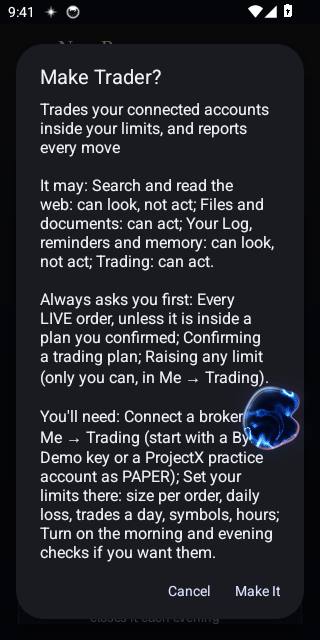 9:41
Make Trader?
Trades your connected accounts
inside your limits, and reports
every move
It may: Search and read the
web: can look, not act; Files and
documents: can act; Your Log,
reminders and memory: can look,
not act; Trading: can act.
Always asks you first: Every
LIVE order, unless it is inside a
plan you confirmed; Confirming
a trading plan; Raising any limit
(only you can, in Me → Trading).
You'll need: Connect a broker
Me → Trading (start with a
Demo key or a ProjectX practice
account as PAPER); Set your
limits there: size per order, daily
loss, trades a day, symbols, hours;
Turn on the morning and evening
checks if you want them.
Cancel Make It
closes it each evening